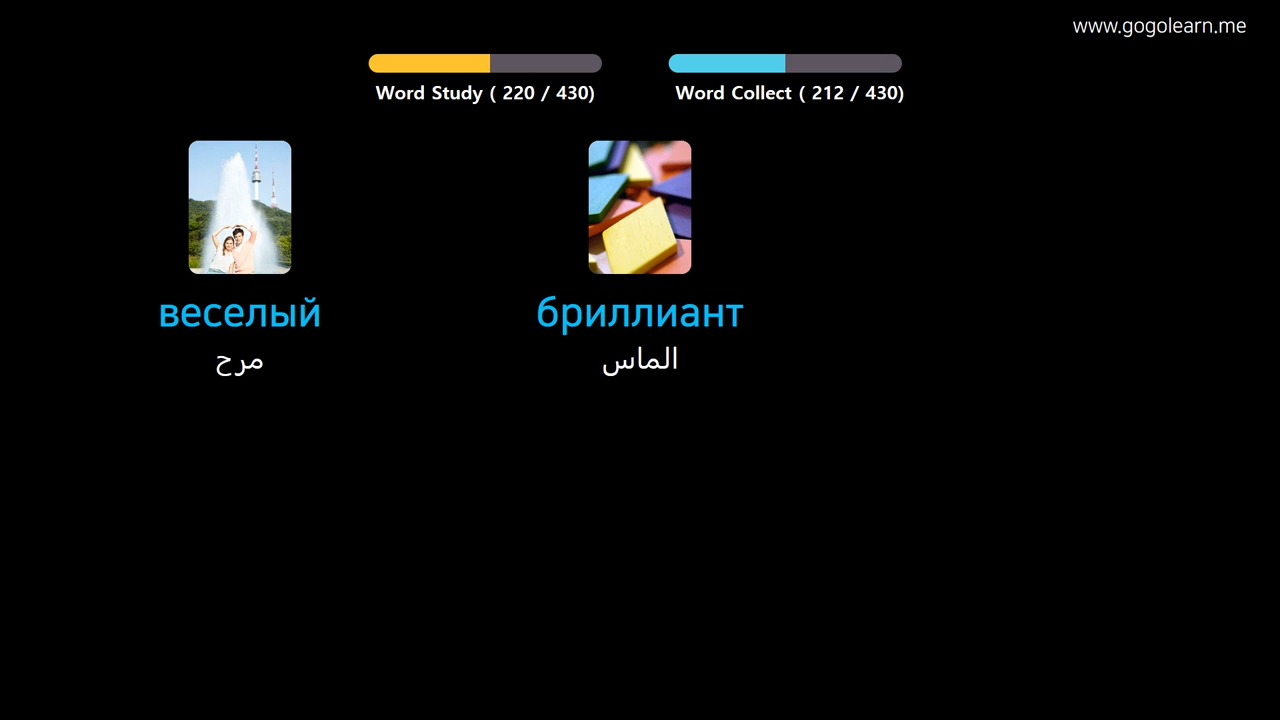 www.gogolearn.me
Word Study ( 220 / 430)
Word Collect ( 212 / 430)
веселый
бриллиант
مرح
الماس